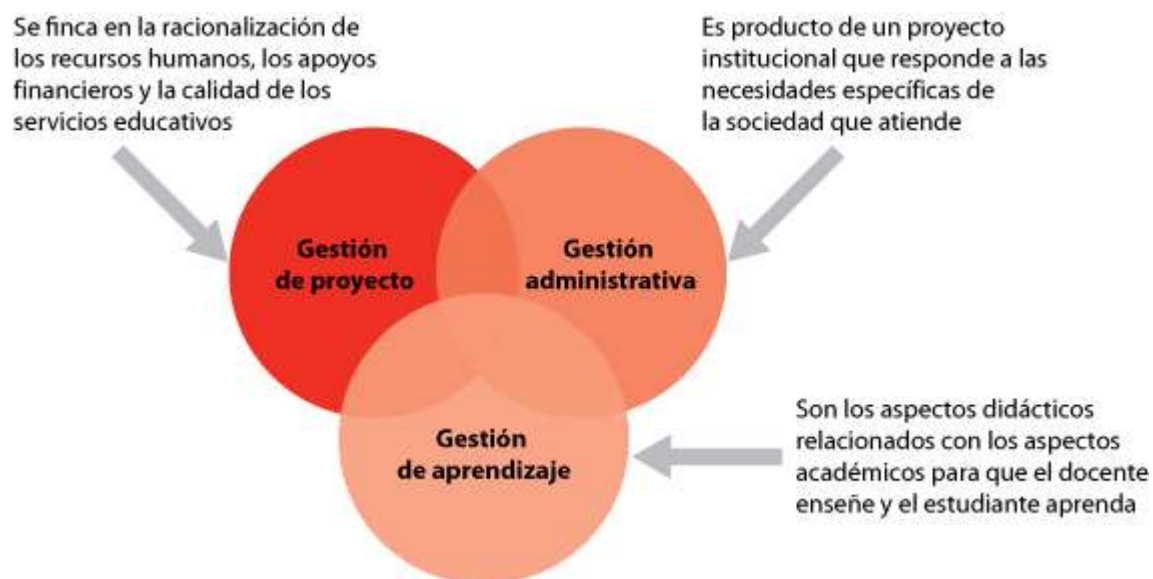 Se finca en la racionalización de
los recursos humanos, los apoyos
financieros y la calidad de los
servicios educativos
Es producto de un proyecto
institucional que responde a las
necesidades específicas de
la sociedad que atiende
Gestión
de proyecto
Gestión
administrativa
Gestión
de aprendizaje
Son los aspectos didácticos
relacionados con los aspectos
académicos para que el docente
enseñe y el estudiante aprenda